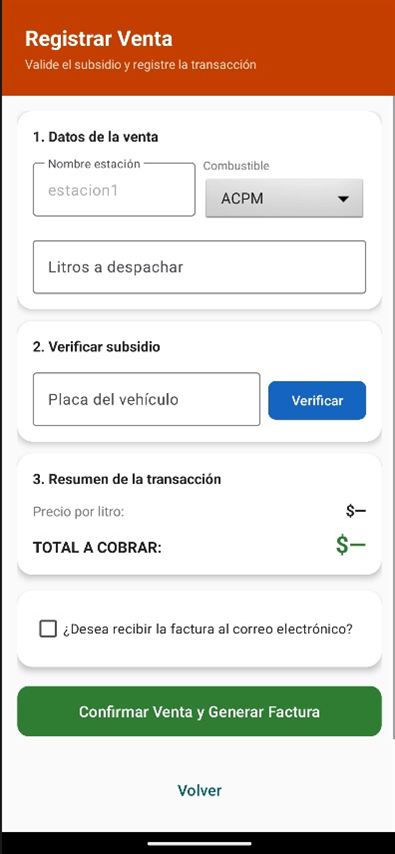 Registrar Venta
Valide el subsidio y registre la transacción
1. Datos de la venta
Nombre estación
estacion1
Combustible
ACPM
Litros a despachar
2. Verificar subsidio
Placa del vehículo
Verificar
3. Resumen de la transacción
Precio por litro: $—
TOTAL A COBRAR: $—
¿Desea recibir la factura al correo electrónico?
Confirmar Venta y Generar Factura
Volver